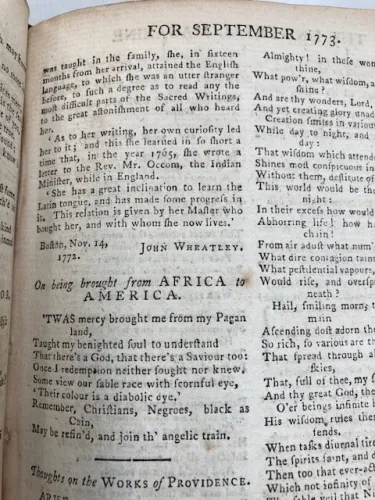 FOR SEPTEMBER 1773.
was taught in the family, she, in sixteen
months from her arrival, attained the English
language, to which she was an utter stranger
before, to such a degree as to read any the
most difficult parts of the Sacred Writings,
to the great astonishment of all who heard
her.
'As to her writing, her own curiosity led
her to it; and this she learned in so short a
time that, in the year 1765, she wrote a
letter to the Rev. Mr. Occom, the Indian
Minister, while in England.
'She has a great inclination to learn the
Latin tongue, and has made some progress in
it. This relation is given by her Master who
bought her, and with whom she now lives.'
Boston, Nov. 14,
1772.
JOHN WHEATLEY.
On being brought from AFRICA to
AMERICA.
'TWAS mercy brought me from my Pagan
land,
Taught my benighted soul to understand
That there's a God, that there's a Saviour too:
Once I redemption neither sought nor knew.
Some view our sable race with scornful eye,
'Their colour is a diabolic dye.'
Remember, Christians, Negroes, black as
Cain,
May be refin'd, and join th' angelic train.
Thoughts on the WORKS of PROVIDENCE.
Almighty! in these won
thine,
What pow'r, what wisdom, a
shine?
And are thy wonders, Lord,
And yet creating glory unad
Creation smiles in variou
While day to night, and
day:
That wisdom which attend
Shines most conspicuous in
Without them, destitute of
This world would be the
night:
In their excess how would
Abhorring life! how ha
chain!
From air adust what num
What dire contagion taint
What pestilential vapours,
Would rise, and overspr
neath?
Hail, smiling morn, t
main
Ascending dost adorn the
So rich, so various are th
That spread through a
skies,
That, full of thee, my s
And thy great God, the
O'er beings infinite h
His wisdom rules the
tends.
When tasks diurnal tire
The spirits faint, and d
Then too that ever-act
Which not infinity of